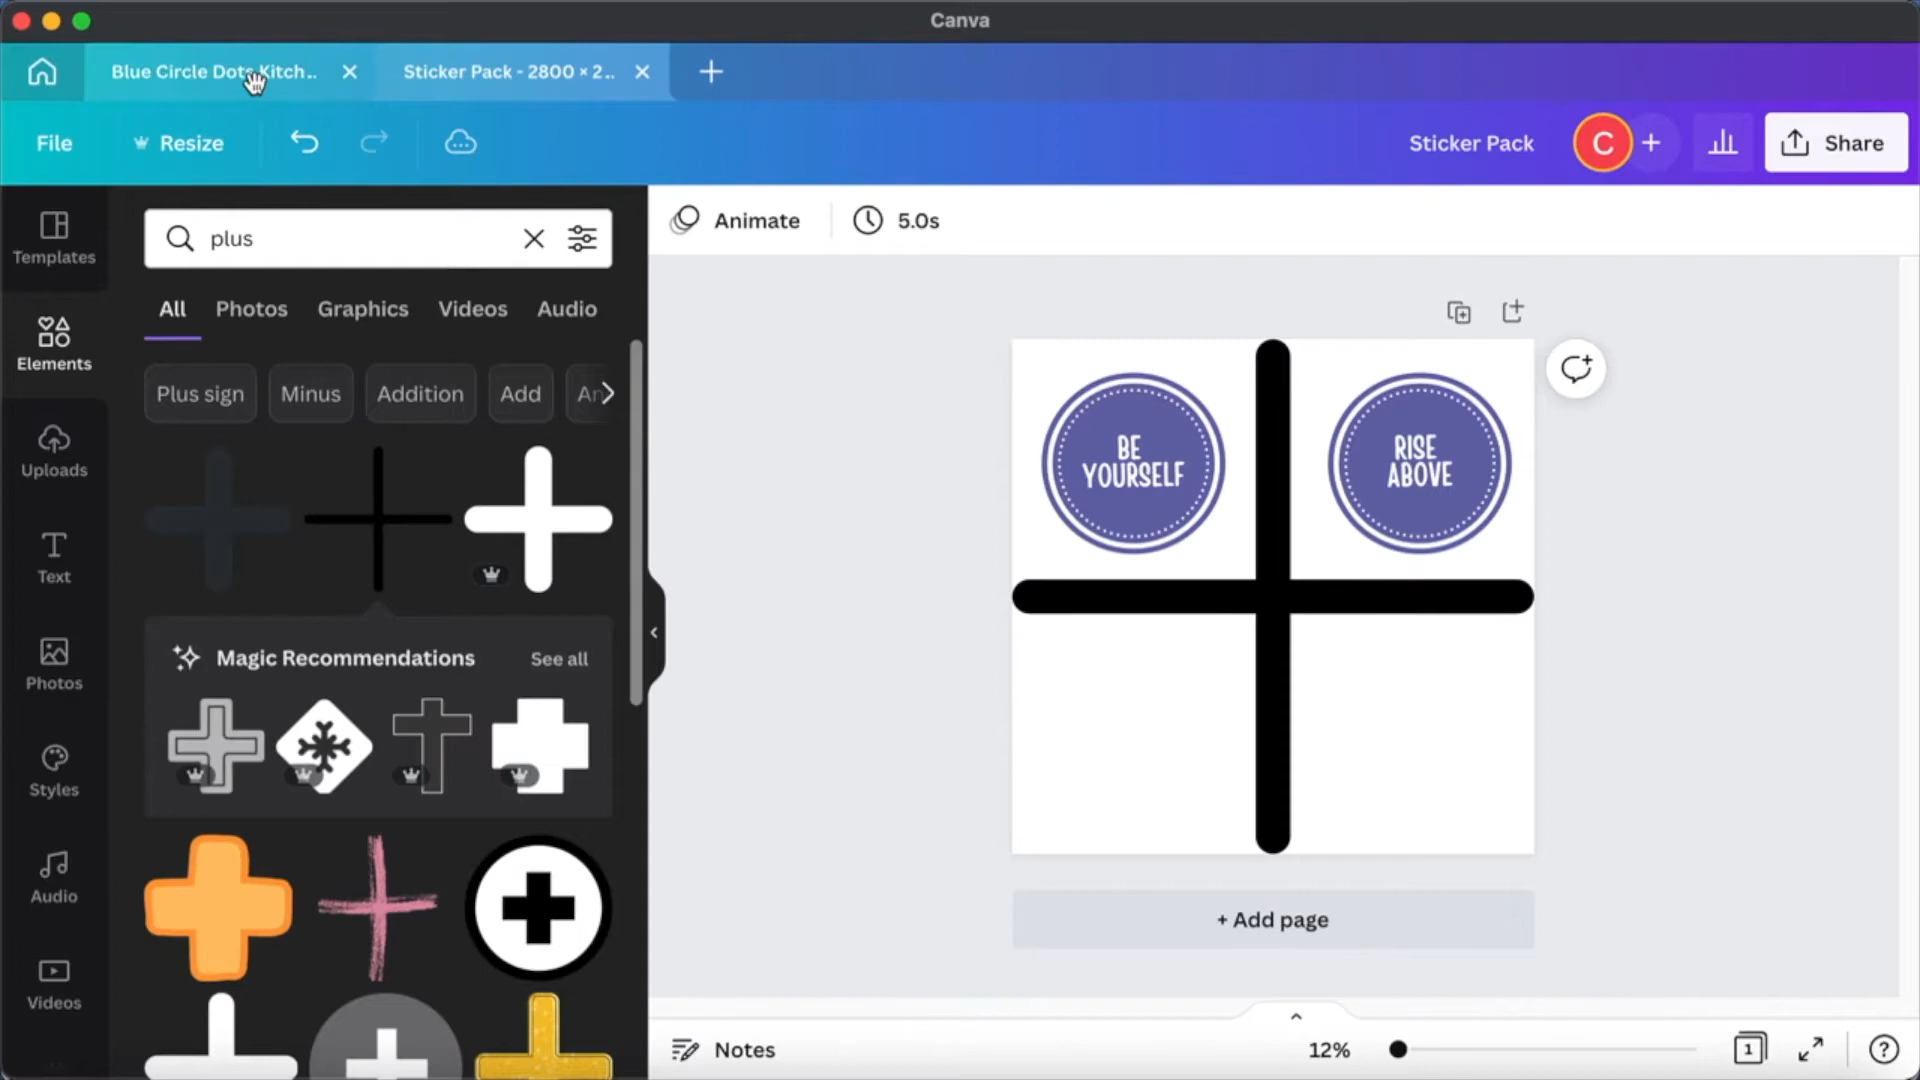 Canva
Blue Circle Dots Kitch..
Sticker Pack - 2800 × 2..
File
Resize
Sticker Pack
C
Share
Templates
Elements
Uploads
Text
Photos
Styles
Audio
Videos
plus
All Photos Graphics Videos Audio
Plus sign Minus Addition Add An
Magic Recommendations See all
Animate 5.0s
BE
YOURSELF
RISE
ABOVE
+ Add page
Notes
12%
1
?